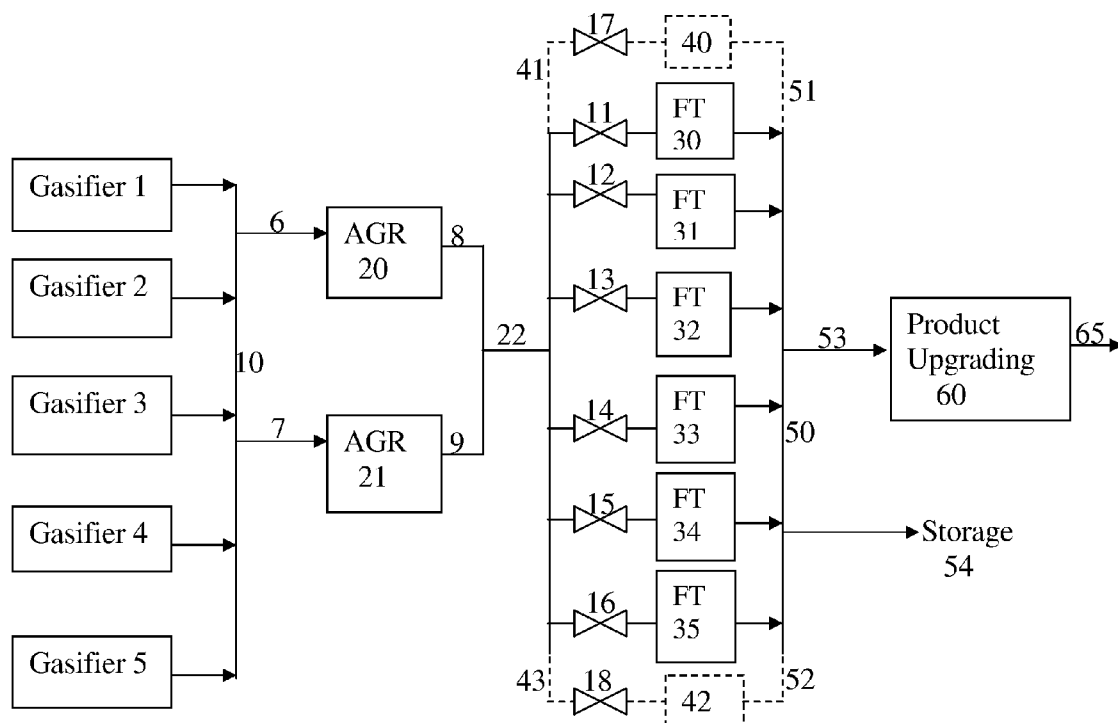 17
40
41
51
11
FT
30
Gasifier 1
12
FT
31
6
AGR
20
8
Gasifier 2
13
FT
32
22
53
Product
Upgrading
60
65
10
Gasifier 3
7
AGR
21
9
14
FT
33
50
Gasifier 4
15
FT
34
Storage
54
16
FT
35
Gasifier 5
43
18
42
52